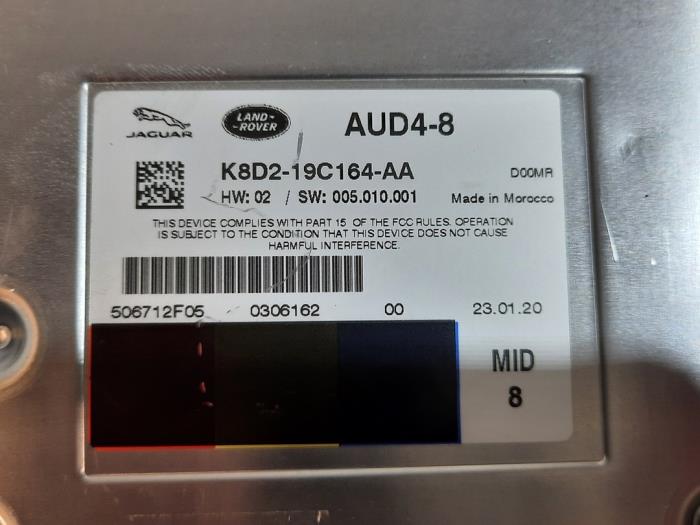 JAGUAR
LAND-
-ROVER
AUD4-8
K8D2-19C164-AA
D00MR
HW: 02 / SW: 005.010.001
Made in Morocco
THIS DEVICE COMPLIES WITH PART 15 OF THE FCC RULES. OPERATION
IS SUBJECT TO THE CONDITION THAT THIS DEVICE DOES NOT CAUSE
HARMFUL INTERFERENCE.
506712F05 0306162 00 23.01.20
MID
8